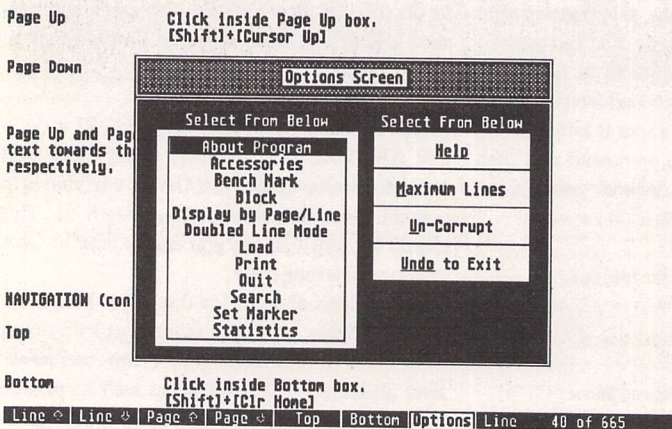 Page Up Click inside Page Up box.
[Shift]+[Cursor Up]
Page Down
Options Screen
Page Up and Pag
text towards th
respectively.
Select From Below
About Program
Accessories
Bench Mark
Block
Display by Page/Line
Doubled Line Mode
Load
Print
Quit
Search
Set Marker
Statistics
Select From Below
Help
Maximum Lines
Un-Corrupt
Undo to Exit
NAVIGATION (con
Top
Bottom Click inside Bottom box.
[Shift]+[Clr Home]
Line ⇧ Line ⇩ Page ⇧ Page ⇩ Top Bottom Options Line 40 of 665